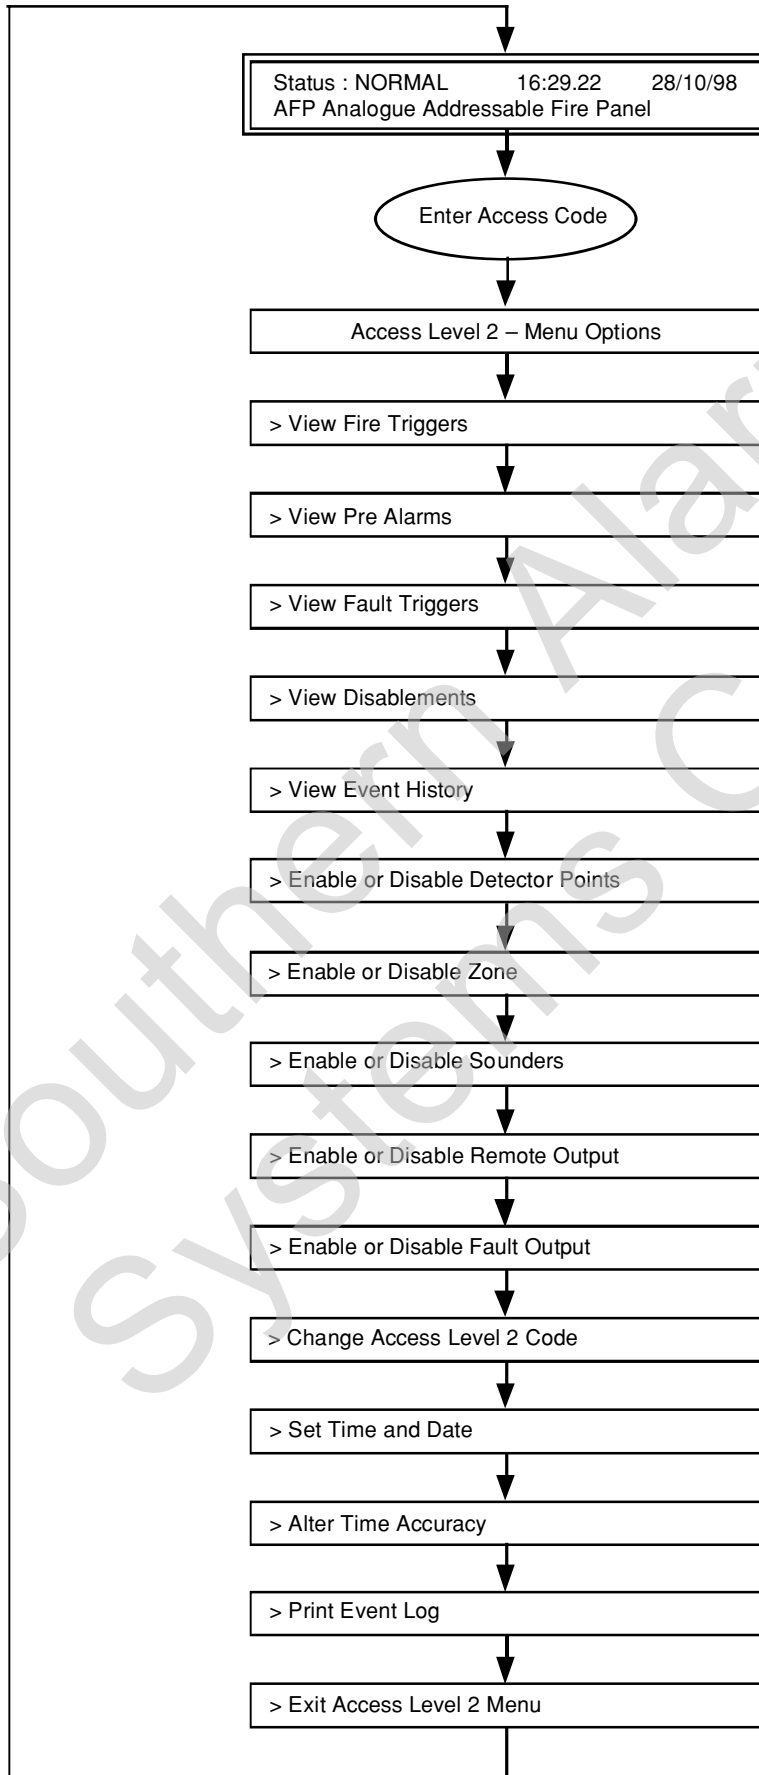 Status : NORMAL 16:29.22 28/10/98
AFP Analogue Addressable Fire Panel
Enter Access Code
Access Level 2 – Menu Options
> View Fire Triggers
> View Pre Alarms
> View Fault Triggers
> View Disablements
> View Event History
> Enable or Disable Detector Points
> Enable or Disable Zone
> Enable or Disable Sounders
> Enable or Disable Remote Output
> Enable or Disable Fault Output
> Change Access Level 2 Code
> Set Time and Date
> Alter Time Accuracy
> Print Event Log
> Exit Access Level 2 Menu
Systems